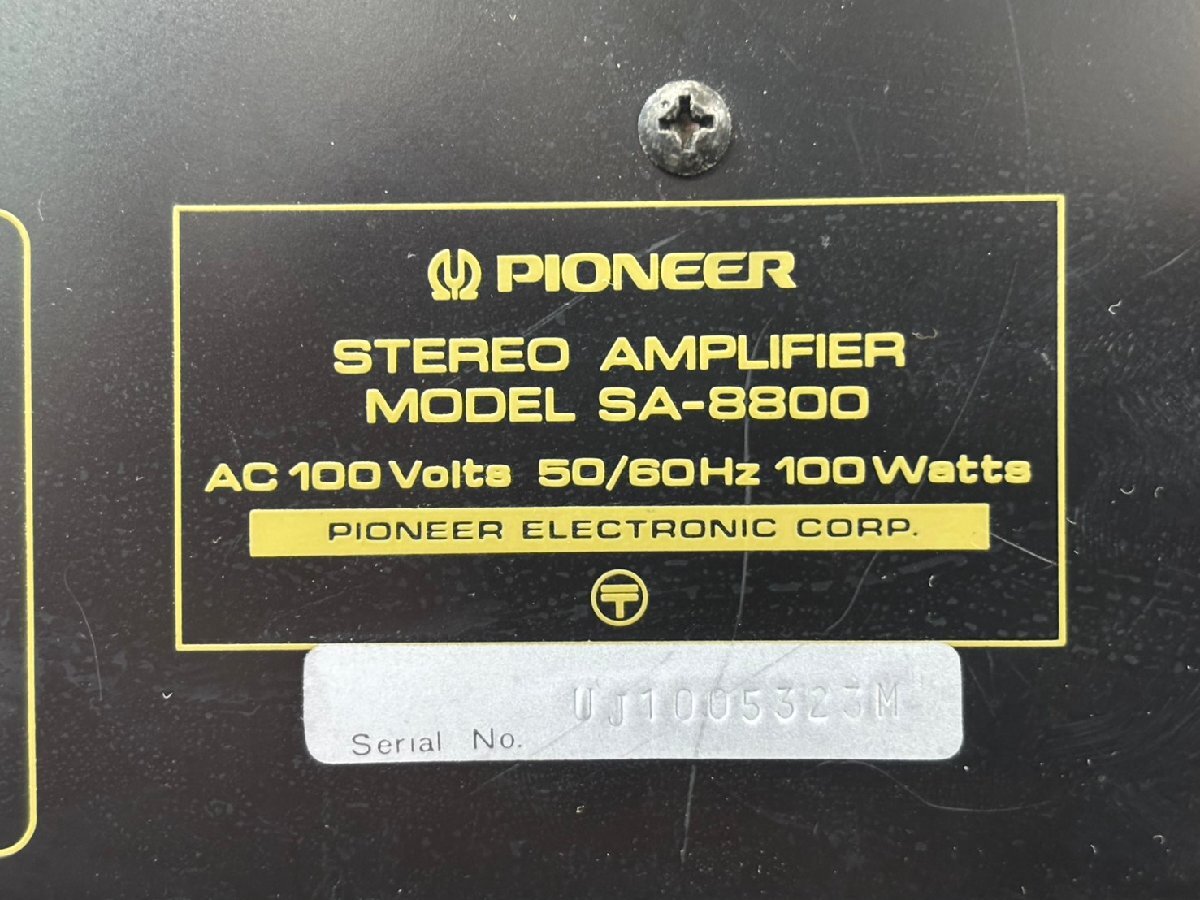 PIONEER
STEREO AMPLIFIER
MODEL SA-8800
AC 100 Volts 50/60Hz 100 Watts
PIONEER ELECTRONIC CORP.
UJ1005323M
Serial No.